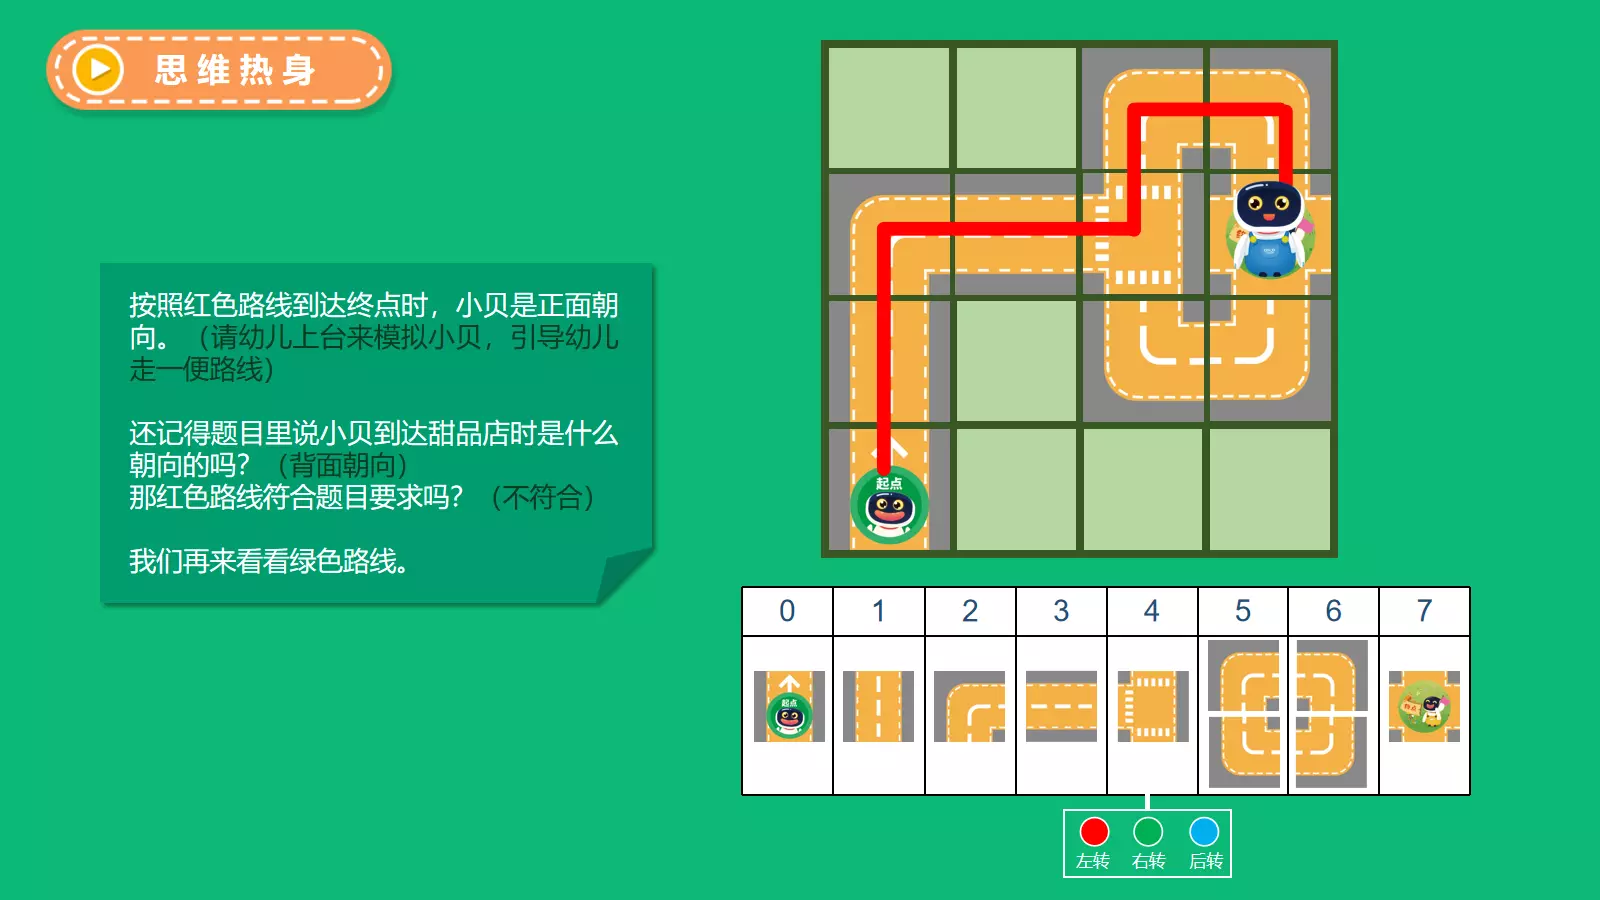 思维热身
按照红色路线到达终点时，小贝是正面朝
向。（请幼儿上台来模拟小贝，引导幼儿
走一便路线）
还记得题目里说小贝到达甜品店时是什么
朝向的吗？（背面朝向）
那红色路线符合题目要求吗？（不符合）
我们再来看看绿色路线。
起点
0 1 2 3 4 5 6 7
起点
终点
左转 右转 后转